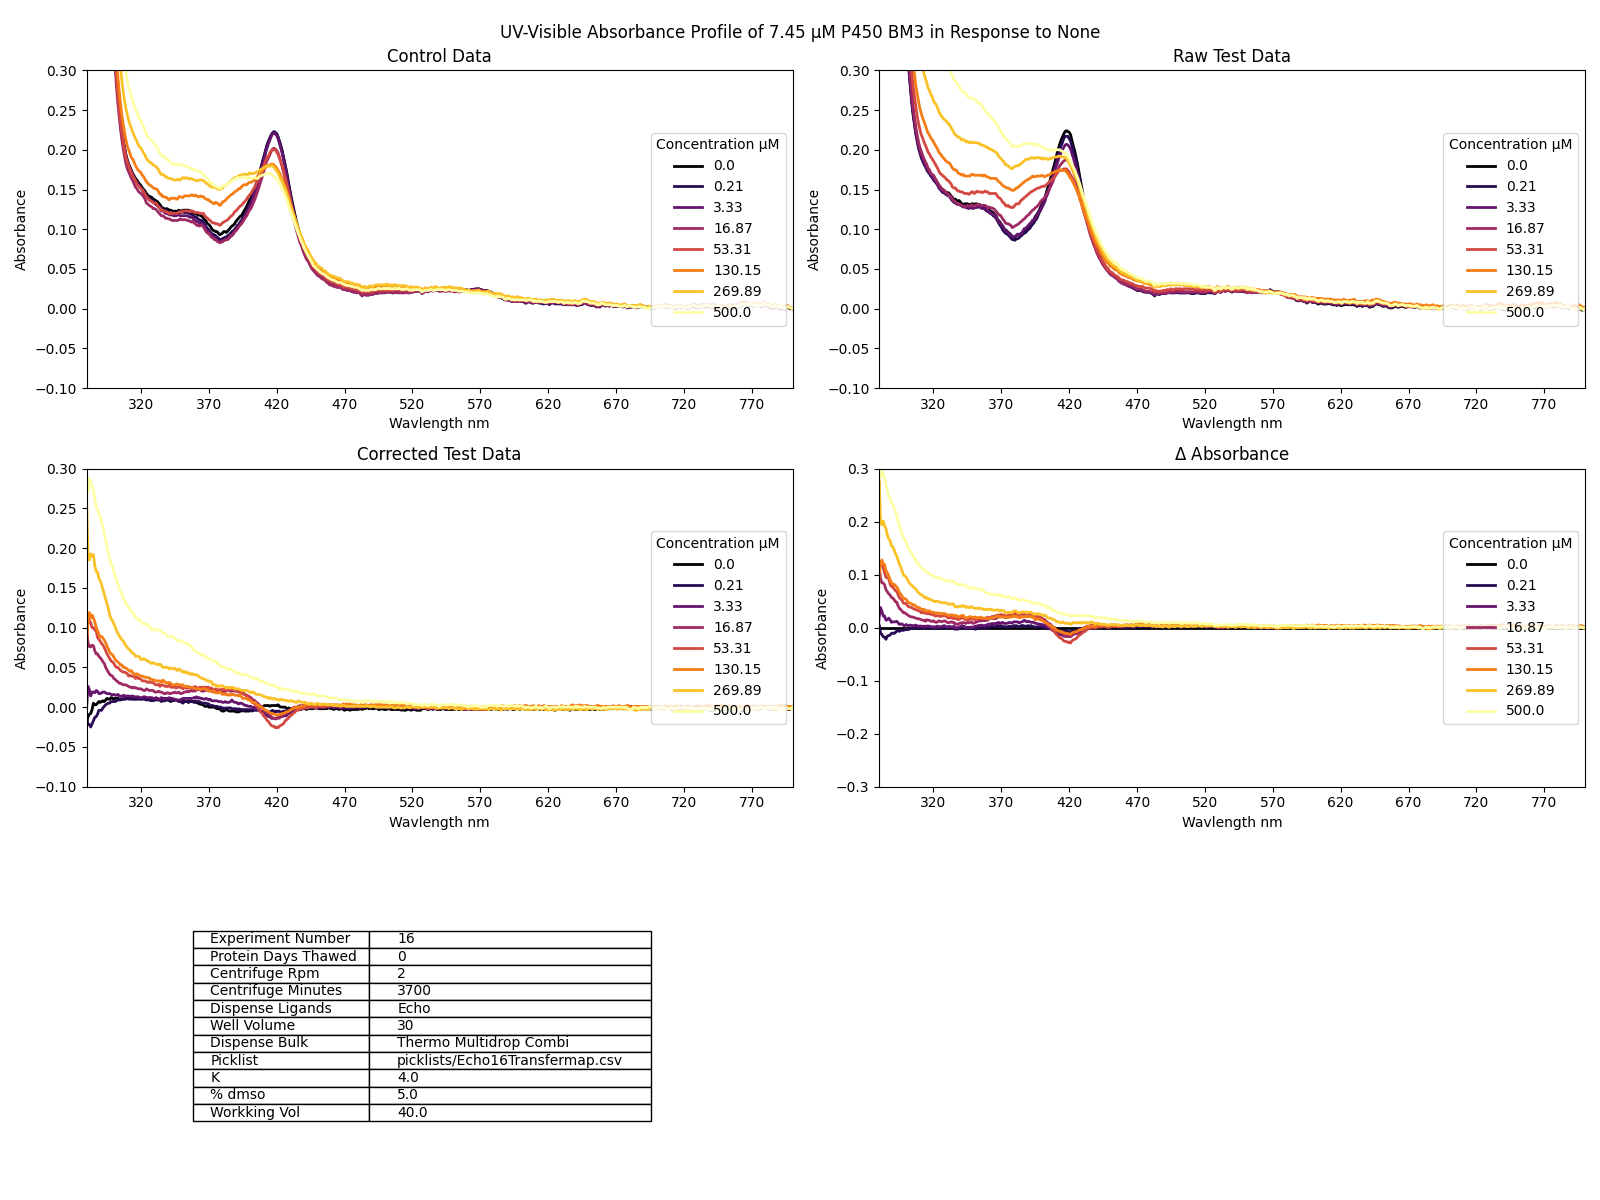 UV-Visible Absorbance Profile of 7.45 μM P450 BM3 in Response to None
Control Data
0.30
0.25
0.20
0.15
0.10
0.05
0.00
−0.05
−0.10
Absorbance
320 370 420 470 520 570 620 670 720 770
Wavlength nm
Concentration μM
0.0
0.21
3.33
16.87
53.31
130.15
269.89
500.0
Raw Test Data
0.30
0.25
0.20
0.15
0.10
0.05
0.00
−0.05
−0.10
Absorbance
320 370 420 470 520 570 620 670 720 770
Wavlength nm
Concentration μM
0.0
0.21
3.33
16.87
53.31
130.15
269.89
500.0
Corrected Test Data
0.30
0.25
0.20
0.15
0.10
0.05
0.00
−0.05
−0.10
Absorbance
320 370 420 470 520 570 620 670 720 770
Wavlength nm
Concentration μM
0.0
0.21
3.33
16.87
53.31
130.15
269.89
500.0
Δ Absorbance
0.3
0.2
0.1
0.0
−0.1
−0.2
−0.3
Absorbance
320 370 420 470 520 570 620 670 720 770
Wavlength nm
Concentration μM
0.0
0.21
3.33
16.87
53.31
130.15
269.89
500.0
Experiment Number 16
Protein Days Thawed 0
Centrifuge Rpm 2
Centrifuge Minutes 3700
Dispense Ligands Echo
Well Volume 30
Dispense Bulk Thermo Multidrop Combi
Picklist picklists/Echo16Transfermap.csv
K 4.0
% dmso 5.0
Workking Vol 40.0